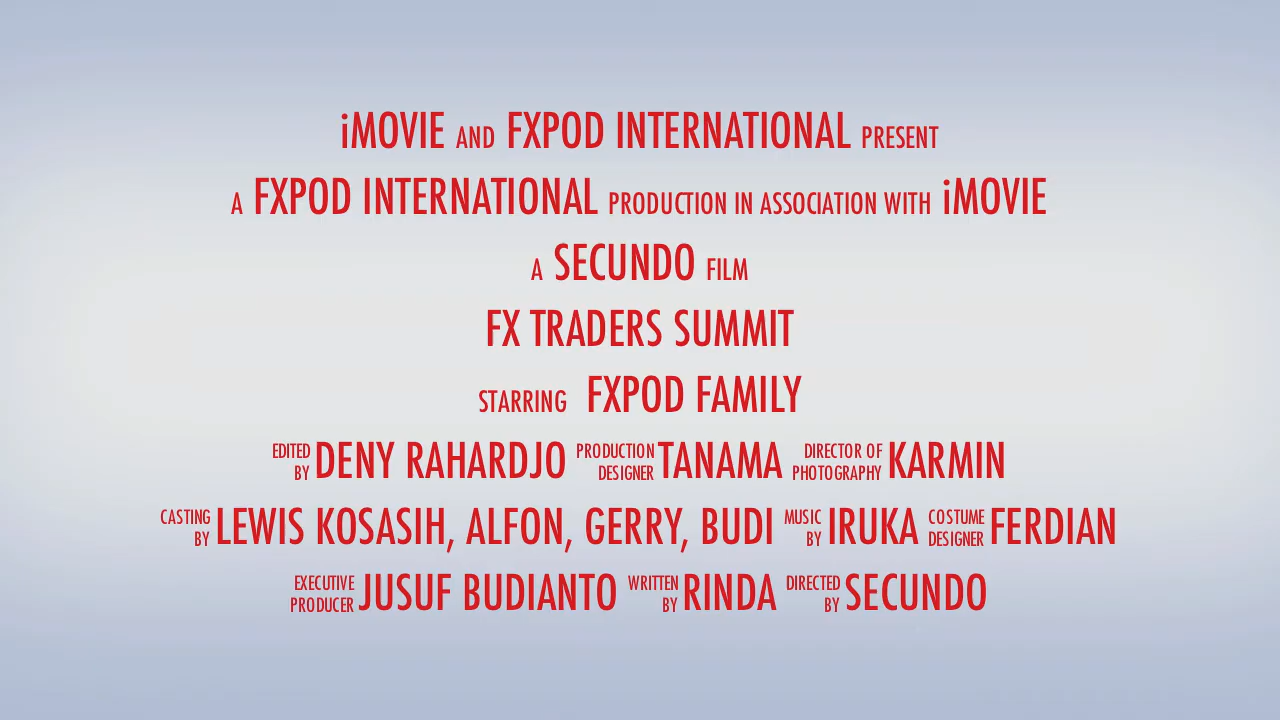 iMOVIE AND FXPOD INTERNATIONAL PRESENT
A FXPOD INTERNATIONAL PRODUCTION IN ASSOCIATION WITH iMOVIE
A SECUNDO FILM
FX TRADERS SUMMIT
STARRING FXPOD FAMILY
EDITED BY DENY RAHARDJO PRODUCTION DESIGNER TANAMA DIRECTOR OF PHOTOGRAPHY KARMIN
CASTING BY LEWIS KOSASIH, ALFON, GERRY, BUDI MUSIC BY IRUKA COSTUME DESIGNER FERDIAN
EXECUTIVE PRODUCER JUSUF BUDIANTO WRITTEN BY RINDA DIRECTED BY SECUNDO